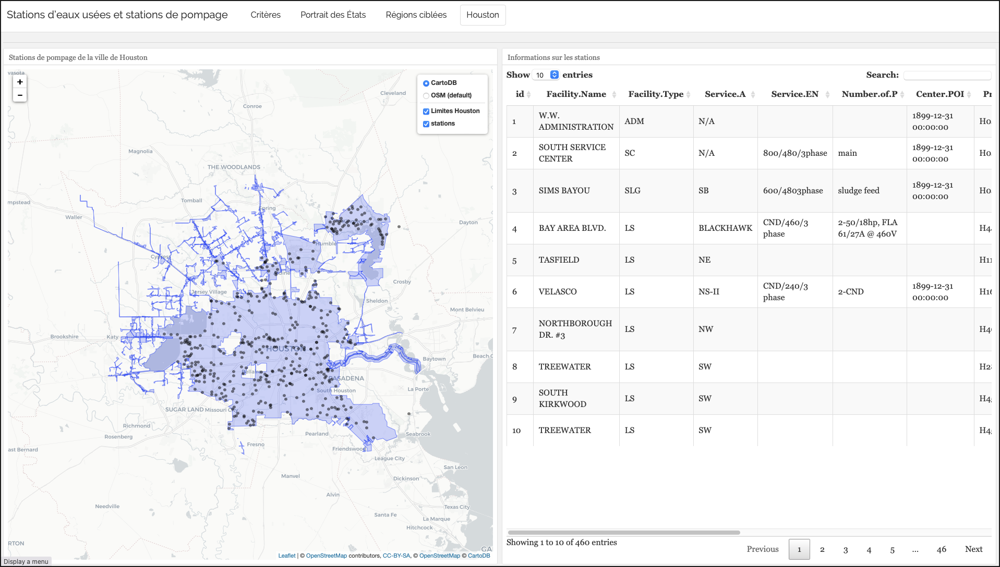 Stations d'eaux usées et stations de pompage
Critères
Portrait des États
Régions ciblées
Houston
Stations de pompage de la ville de Houston
vasota
+
−
CartoDB
OSM (default)
Limites Houston
stations
Cleveland
Conroe
Magnolia
THE WOODLANDS
mpstead
Tomball
Spring
Waller
Dayton
Humble
Cypress
Crosby
Jersey Village
Sheldon
Mont Belvieu
Brookshire
Katy
HOUSTON
Baytown
Beach C
Bellaire
PASADENA
South Houston
La Porte
SUGAR LAND
Missouri City
Richmond
Rosenberg
Pearland
Seabrook
ast Bernard
Fresno
Friendswood
League City
San Leon
Manvel
Dickinson
Alvin
Needville
Texas City
Santa Fe
La Marque
Hitchcock
RTON
GA
Leaflet | © OpenStreetMap contributors, CC-BY-SA, © OpenStreetMap © CartoDB
Display a menu
Informations sur les stations
Show 10 entries
Search:
id Facility.Name Facility.Type Service.A Service.EN Number.of.P Center.POI Pr
1 W.W. ADMINISTRATION ADM N/A 1899-12-31 00:00:00 H0
2 SOUTH SERVICE CENTER SC N/A 800/480/3phase main 1899-12-31 00:00:00 H0
3 SIMS BAYOU SLG SB 600/4803phase sludge feed 1899-12-31 00:00:00 H0
4 BAY AREA BLVD. LS BLACKHAWK CND/460/3 phase 2-50/18hp, FLA 61/27A @ 460V H4
5 TASFIELD LS NE H11
6 VELASCO LS NS-II CND/240/3 phase 2-CND 1899-12-31 00:00:00 H16
7 NORTHBOROUGH DR. #3 LS NW H4
8 TREEWATER LS SW H2
9 SOUTH KIRKWOOD LS SW H4
10 TREEWATER LS SW H4
Showing 1 to 10 of 460 entries
Previous 1 2 3 4 5 ... 46 Next